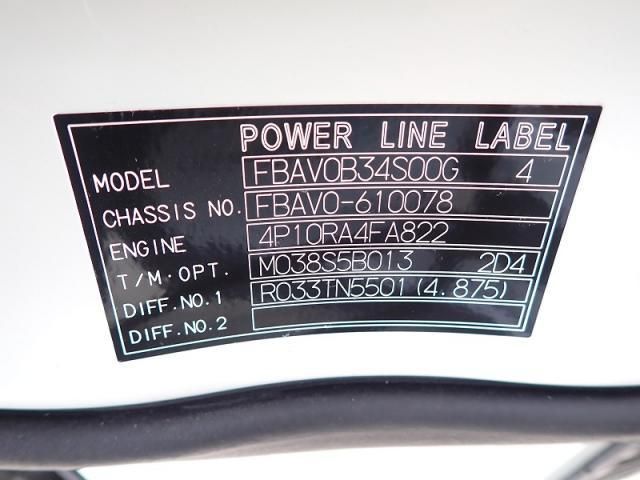 POWER LINE LABEL
MODEL FBAV0B34S00G 4
CHASSIS NO. FBAV0-610078
ENGINE 4P10RA4FA822
T/M·OPT. M038S5B013 2D4
DIFF.NO.1 R033TN5501(4.875)
DIFF.NO.2